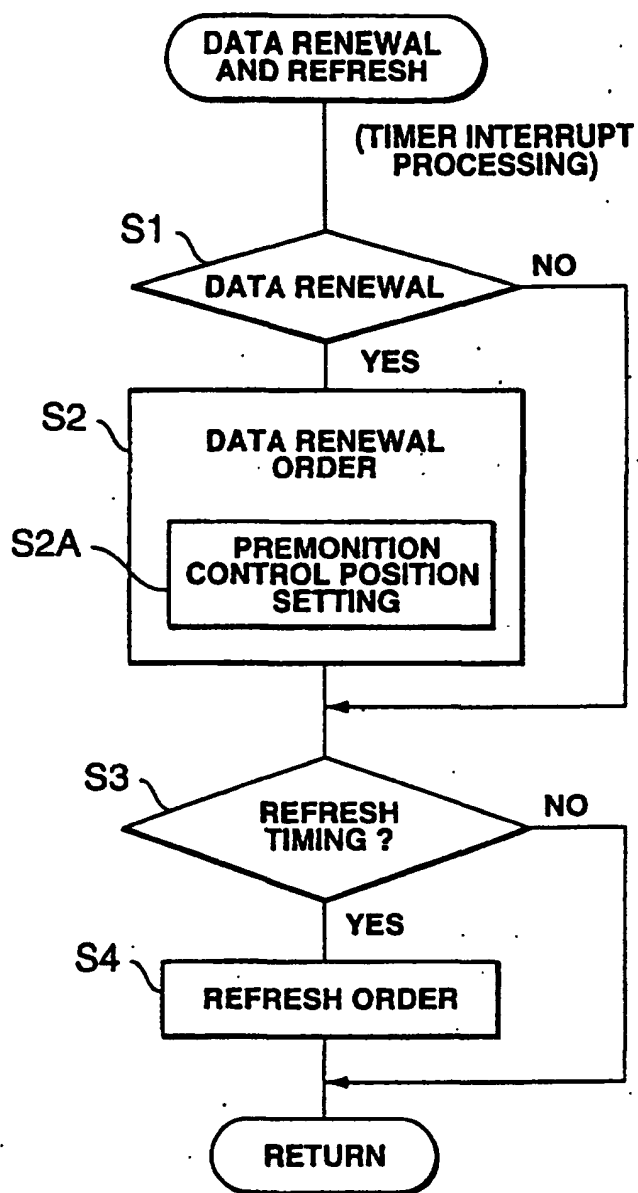 DATA RENEWAL
AND REFRESH
(TIMER INTERRUPT
PROCESSING)
S1
DATA RENEWAL
NO
YES
S2
DATA RENEWAL
ORDER
S2A
PREMONITION
CONTROL POSITION
SETTING
S3
REFRESH
TIMING ?
NO
YES
S4
REFRESH ORDER
RETURN